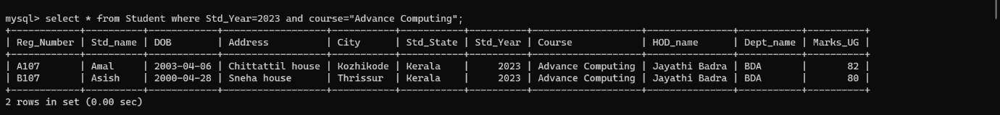 mysql> select * from Student where Std_Year=2023 and course="Advance Computing";
+------------+----------+------------+-----------------+-----------+-----------+----------+-------------------+---------------+-----------+----------+
| Reg_Number | Std_name | DOB        | Address         | City      | Std_State | Std_Year | Course            | HOD_name      | Dept_name | Marks_UG |
+------------+----------+------------+-----------------+-----------+-----------+----------+-------------------+---------------+-----------+----------+
| A107       | Amal     | 2003-04-06 | Chittattil house | Kozhikode | Kerala    |     2023 | Advance Computing | Jayathi Badra | BDA       |       82 |
| B107       | Asish    | 2000-04-28 | Sneha house     | Thrissur  | Kerala    |     2023 | Advance Computing | Jayathi Badra | BDA       |       80 |
+------------+----------+------------+-----------------+-----------+-----------+----------+-------------------+---------------+-----------+----------+
2 rows in set (0.00 sec)